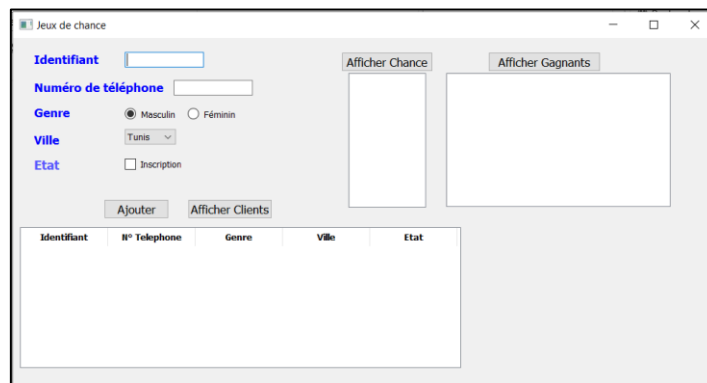 Jeux de chance
Identifiant
Afficher Chance
Afficher Gagnants
Numéro de téléphone
Genre
Masculin
Féminin
Ville
Tunis
Etat
Inscription
Ajouter
Afficher Clients
Identifiant
Nº Telephone
Genre
Ville
Etat